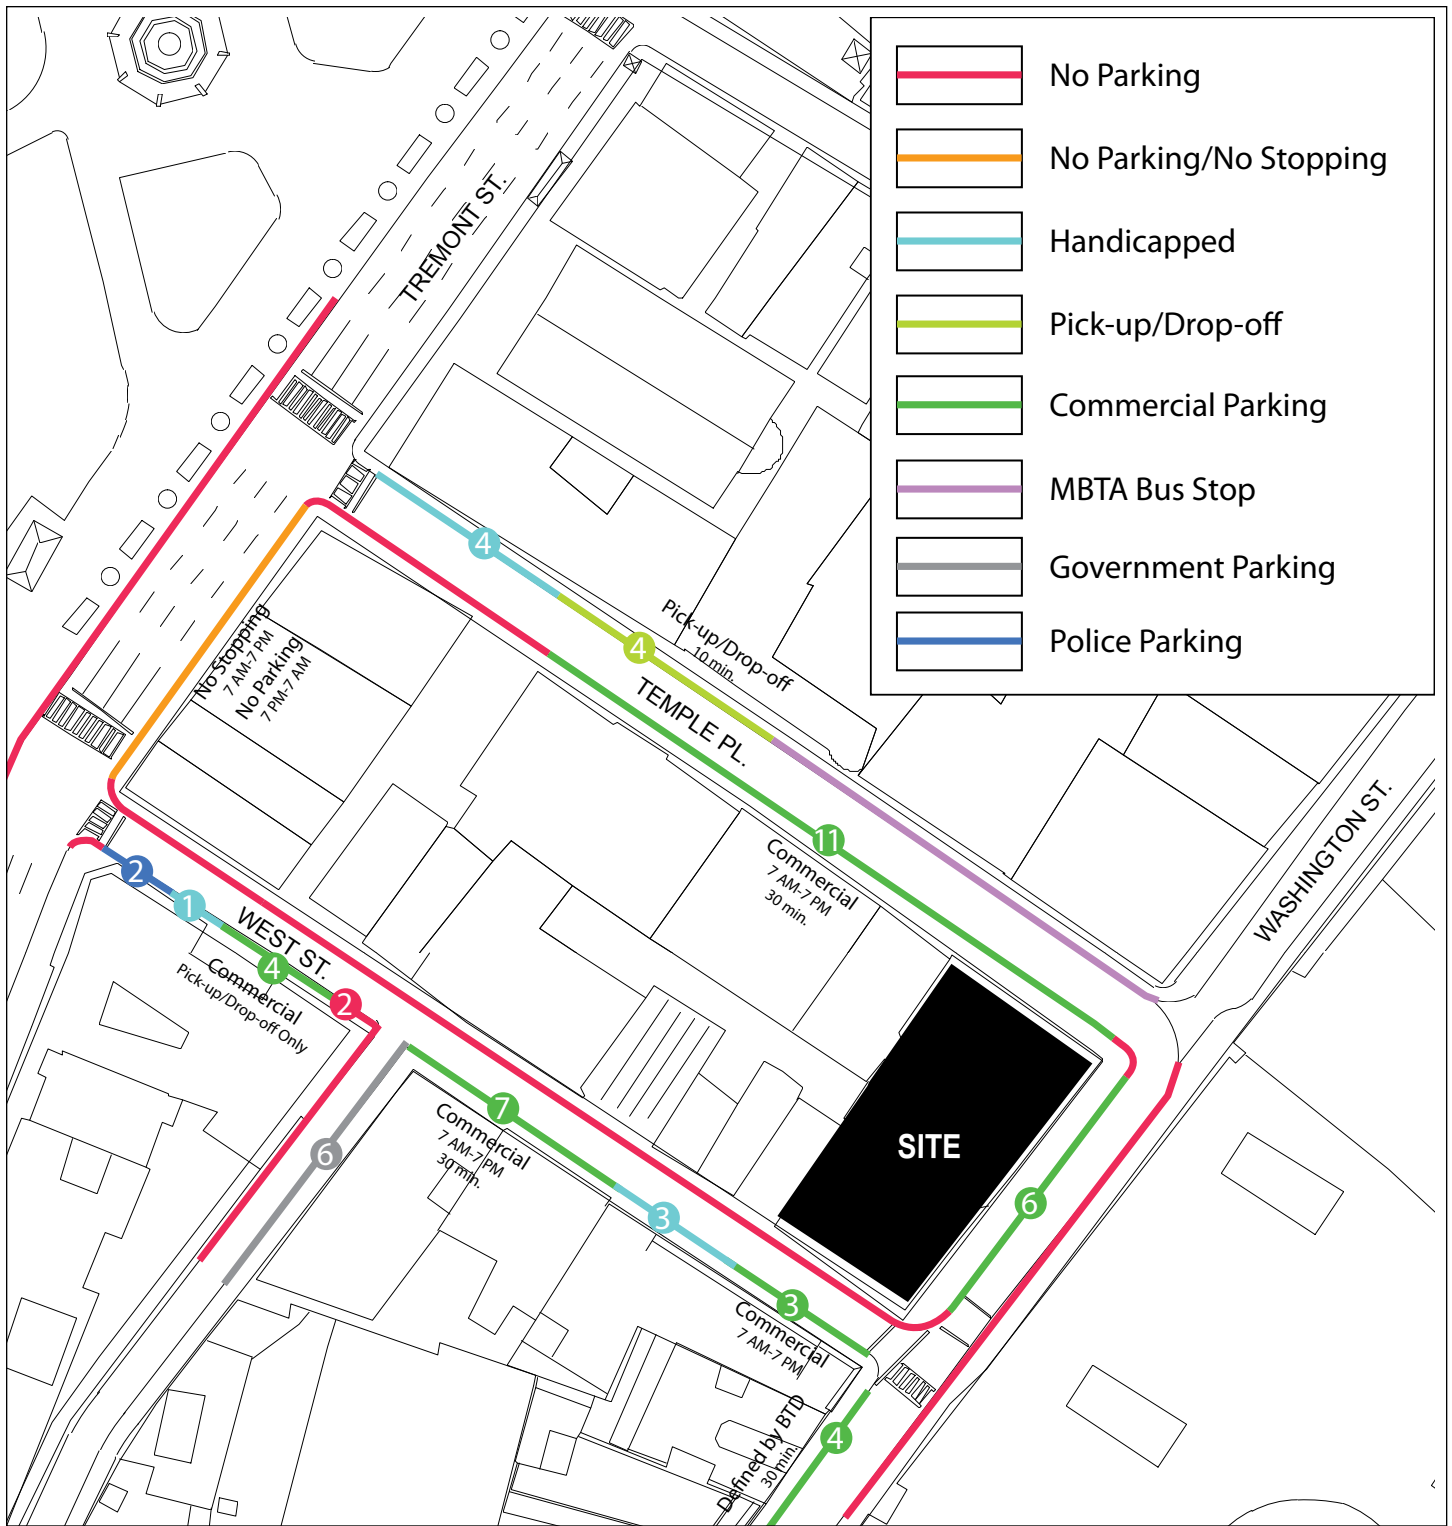 No Parking
No Parking/No Stopping
Handicapped
Pick-up/Drop-off
Commercial Parking
MBTA Bus Stop
Government Parking
Police Parking
TREMONT ST.
4
4
Pick-up/Drop-off
10 min.
No Stopping
7 AM-7 PM
No Parking
7 PM-7 AM
TEMPLE PL.
11
Commercial
7 AM-7 PM
30 min.
WASHINGTON ST.
2
1
WEST ST.
4
Commercial
Pick-up/Drop-off Only
2
6
7
Commercial
7 AM-7 PM
30 min.
SITE
6
3
3
Commercial
7 AM-7 PM
4
Defined by BTD
30 min.